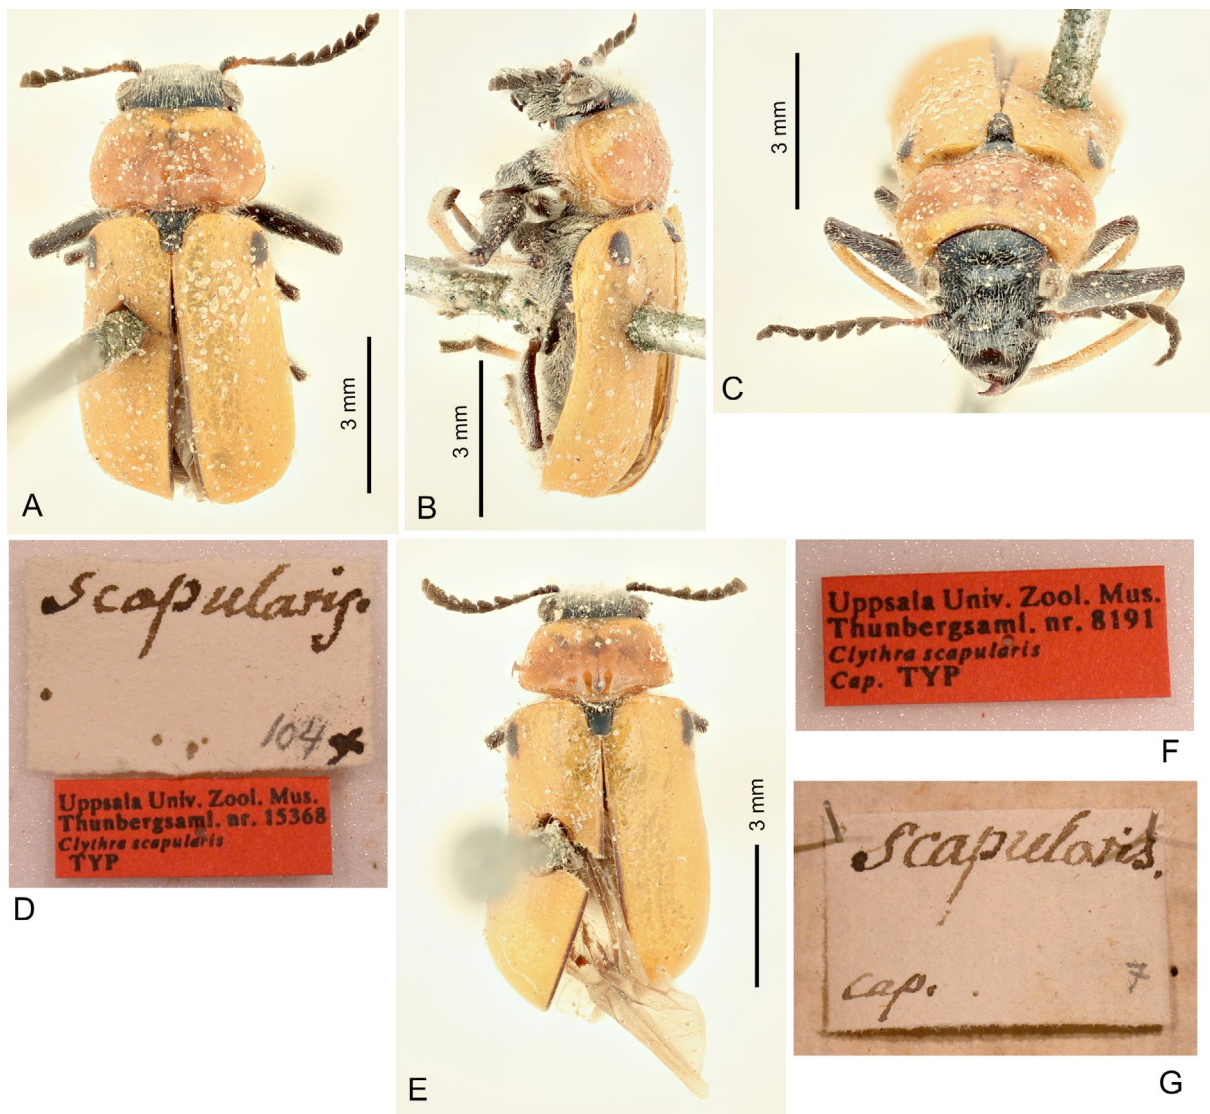 3 mm
A
3 mm
B
3 mm
C
scapularis.
104
Uppsala Univ. Zool. Mus.
Thunbergsaml. nr. 15368
Clythra scapularis
TYP
D
3 mm
E
Uppsala Univ. Zool. Mus.
Thunbergsaml. nr. 8191
Clythra scapularis
Cap. TYP
F
Scapularis.
cap. 7
G